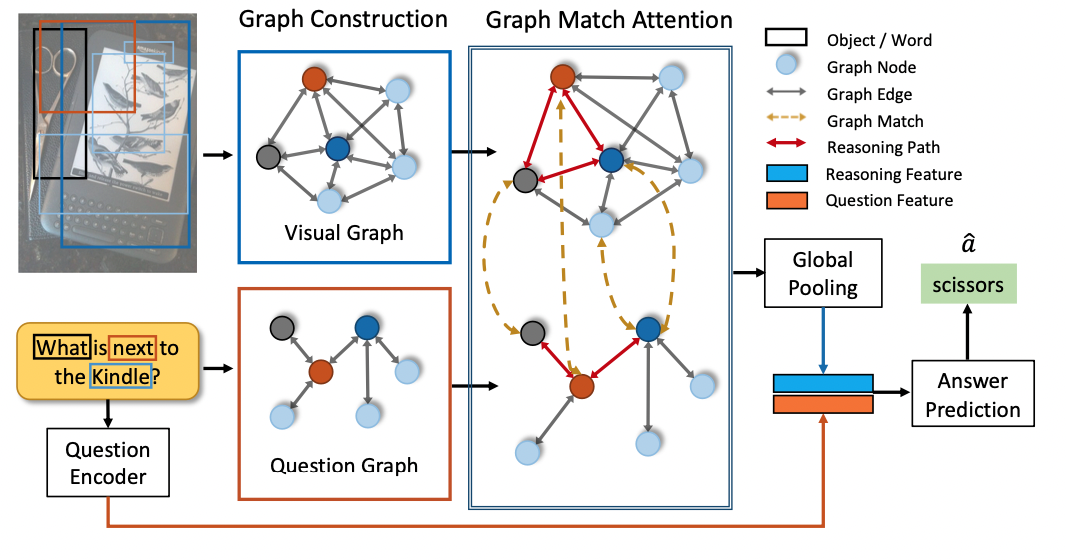 Graph Construction
Graph Match Attention
Object / Word
Graph Node
Graph Edge
Graph Match
Reasoning Path
Reasoning Feature
Question Feature
Visual Graph
What is next to
the Kindle?
Question
Encoder
Question Graph
Global
Pooling
â
scissors
Answer
Prediction